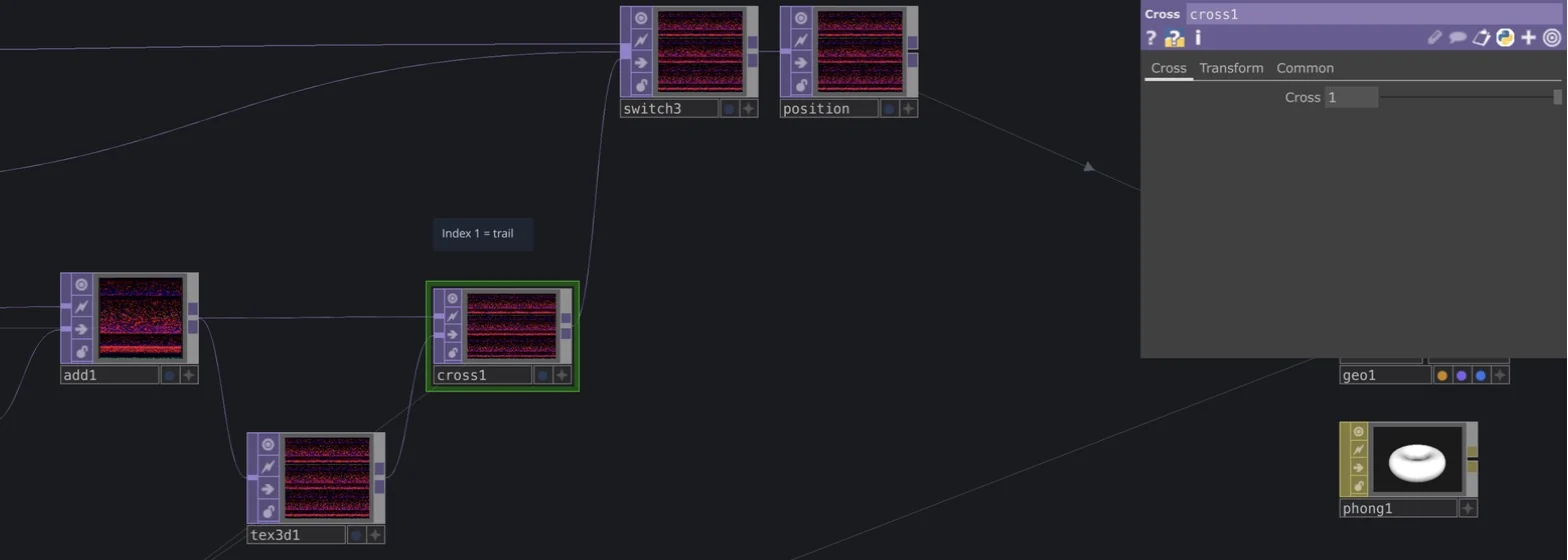 Cross cross1
? ? i
Cross Transform Common
Cross 1
switch3
position
Index 1 = trail
add1
cross1
geo1
tex3d1
phong1